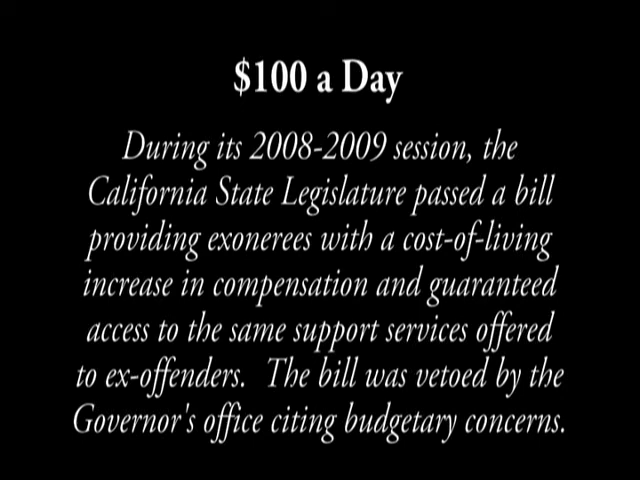 $100 a Day
During its 2008-2009 session, the
California State Legislature passed a bill
providing exonerees with a cost-of-living
increase in compensation and guaranteed
access to the same support services offered
to ex-offenders.  The bill was vetoed by the
Governor's office citing budgetary concerns.